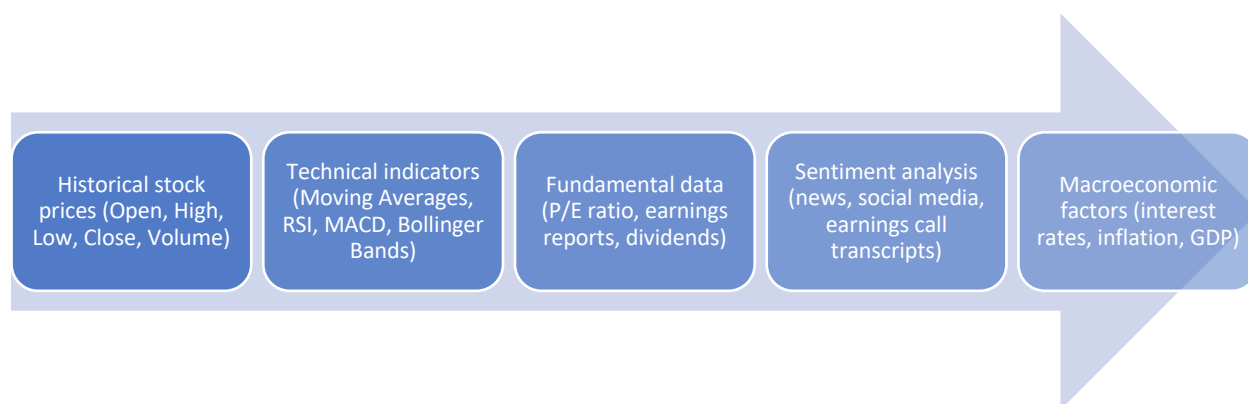 Historical stock
prices (Open, High,
Low, Close, Volume)
Technical indicators
(Moving Averages,
RSI, MACD, Bollinger
Bands)
Fundamental data
(P/E ratio, earnings
reports, dividends)
Sentiment analysis
(news, social media,
earnings call
transcripts)
Macroeconomic
factors (interest
rates, inflation, GDP)